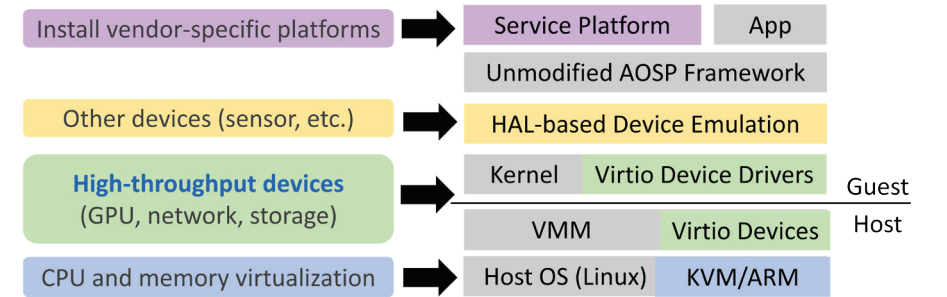 Install vendor-specific platforms
Service Platform
App
Unmodified AOSP Framework
Other devices (sensor, etc.)
HAL-based Device Emulation
High-throughput devices
(GPU, network, storage)
Kernel
Virtio Device Drivers
Guest
Host
VMM
Virtio Devices
CPU and memory virtualization
Host OS (Linux)
KVM/ARM